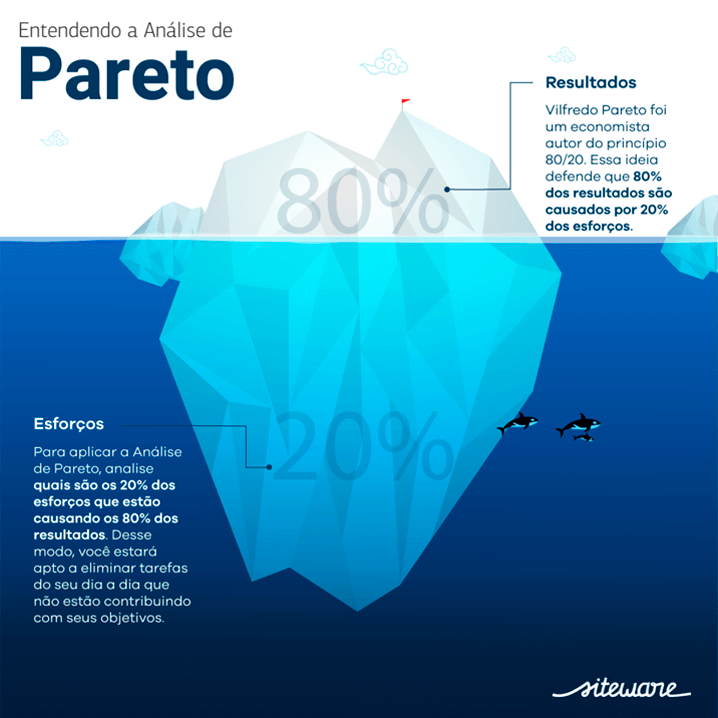 Entendendo a Análise de
Pareto
Resultados
Vilfredo Pareto foi
um economista
autor do princípio
80/20. Essa ideia
defende que 80%
dos resultados são
causados por 20%
dos esforços.
80%
20%
Esforços
Para aplicar a Análise
de Pareto, analise
quais são os 20% dos
esforços que estão
causando os 80% dos
resultados. Desse
modo, você estará
apto a eliminar tarefas
do seu dia a dia que
não estão contribuindo
com seus objetivos.
siteware